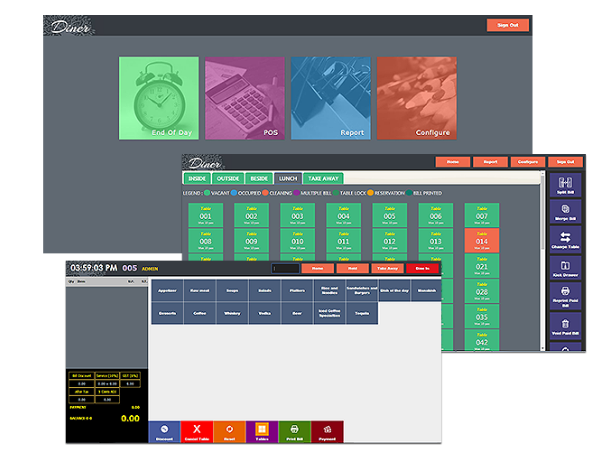 Diner
Sign Out
End Of Day
POS
Report
Configure
Diner
Home
Report
Configure
Sign Out
INSIDE OUTSIDE BESIDE LUNCH TAKE AWAY
LEGEND : VACANT OCCUPIED CLEANING MULTIPLE BILL TABLE LOCK RESERVATION BILL PRINTED
Table Table Table Table Table Table Table
001 002 003 004 005 006 007
Table Table Table Table Table Table Table
008 009 010 011 012 013 014
Table
021
Table
028
Table
035
Table
042
Split Bill
Merge Bill
Change Table
Kick Drawer
Reprint Paid Bill
Void Paid Bill
03:59:03 PM 005 ADMIN
Home
Hold
Take Away
Dine In
Qty Item
Appetizer Raw meat Soups Salads Platters Rice and Noodles Sandwiches and Burgers Dish of the day
Desserts Coffee Whiskey Vodka Beer Iced Coffee Specialties Tequila
Bill Discount Service (10%) GST (6%)
0.00 0.00 + 0.00 0.00
After Tax
0.00 0.00
PAYMENT 0.00
BALANCE 0.00
Discount
Cancel Table
Reset
Tables
Print Bill
Payment